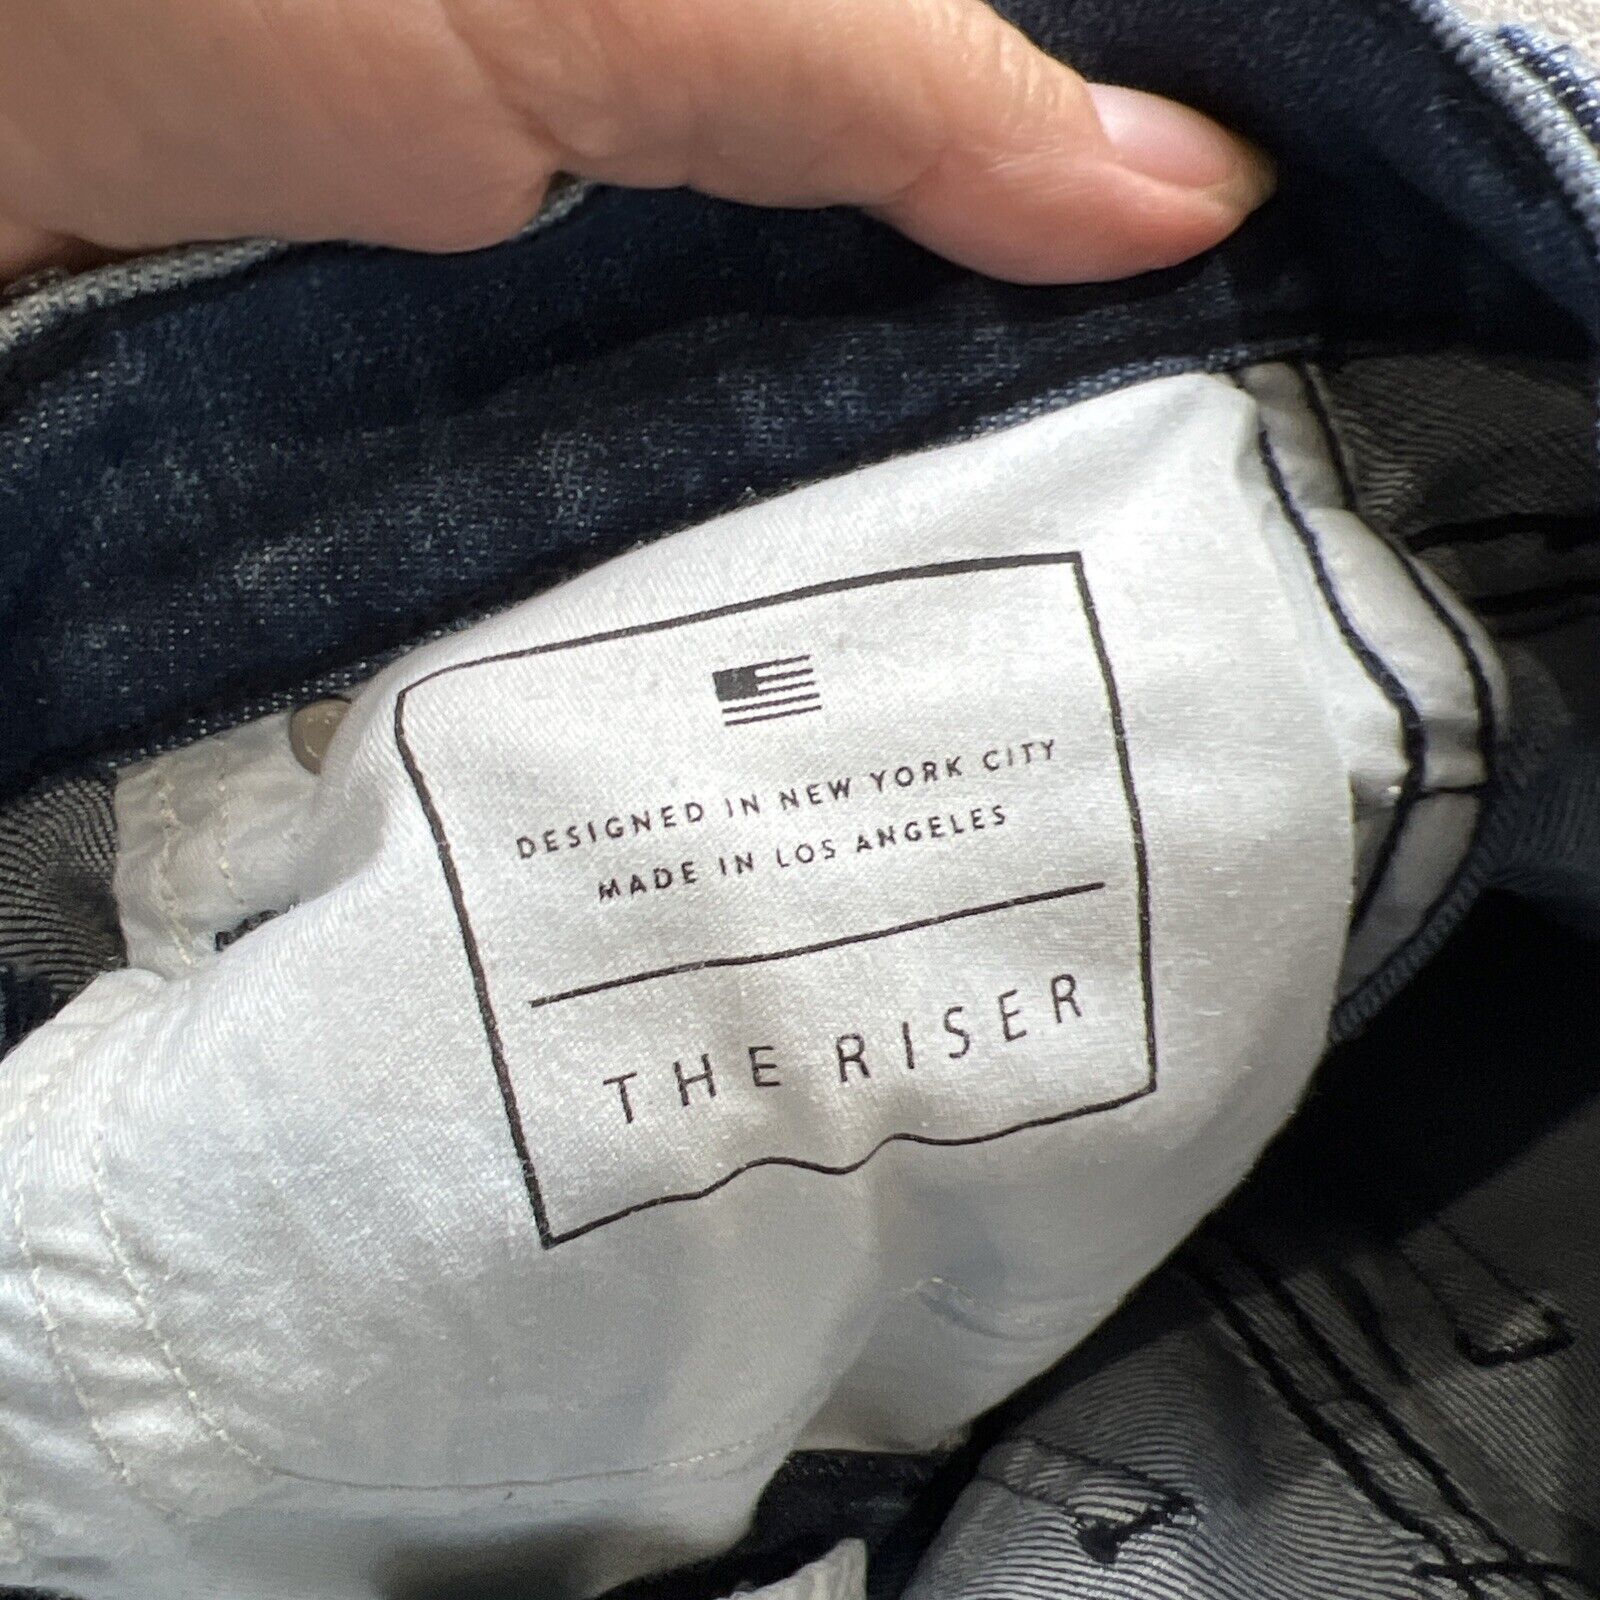 DESIGNED IN NEW YORK CITY
MADE IN LOS ANGELES
THE RISER